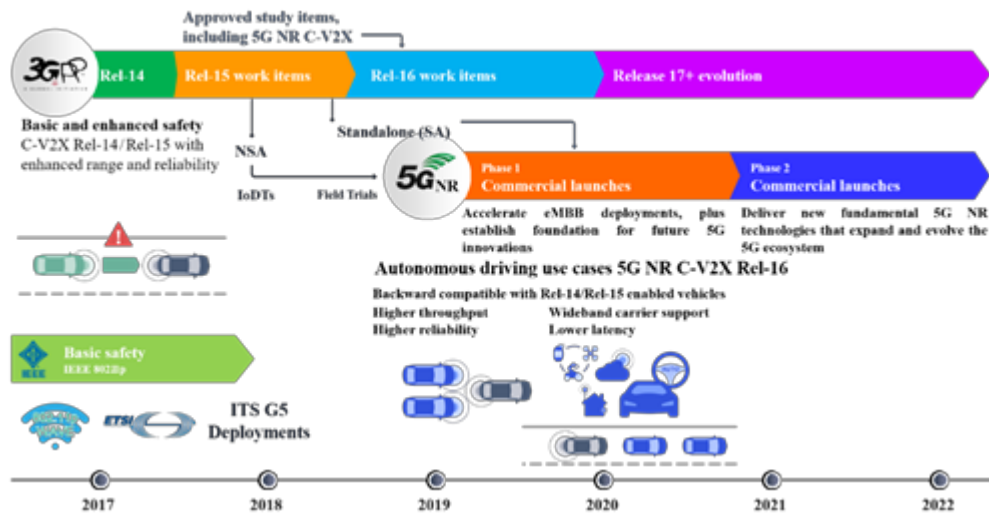 Approved study items,
including 5G NR C-V2X
3GPP
Rel-14
Rel-15 work items
Rel-16 work items
Release 17+ evolution
Basic and enhanced safety
C-V2X Rel-14/Rel-15 with
enhanced range and reliability
NSA
IoDTs
Field Trials
Standalone (SA)
5G NR
Phase 1
Commercial launches
Phase 2
Commercial launches
Accelerate eMBB deployments, plus
establish foundation for future 5G
innovations
Deliver new fundamental 5G NR
technologies that expand and evolve the
5G ecosystem
Autonomous driving use cases 5G NR C-V2X Rel-16
Backward compatible with Rel-14/Rel-15 enabled vehicles
Higher throughput
Higher reliability
Wideband carrier support
Lower latency
Basic safety
IEEE 802IIp
IEEE
ETSI
ITS G5
Deployments
2017
2018
2019
2020
2021
2022